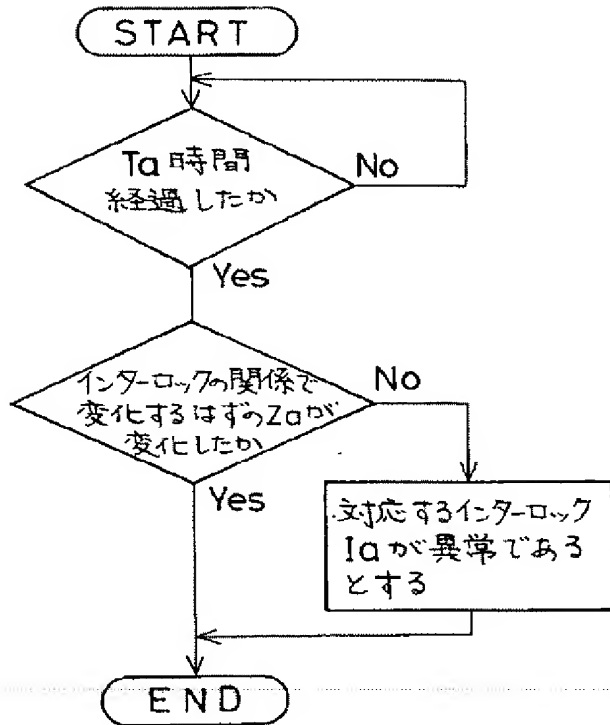 START
Ta時間
経過したか
No
Yes
インターロックの関係で
変化するはずのZaが
変化したか
No
Yes
対応するインターロック
Iaが異常である
とする
END